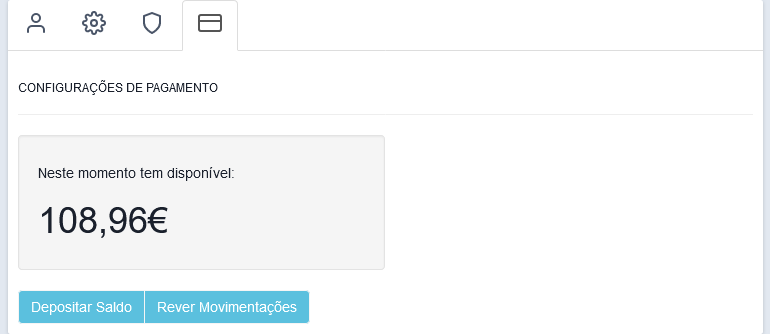 CONFIGURAÇÕES DE PAGAMENTO
Neste momento tem disponível:
108,96€
Depositar Saldo
Rever Movimentações